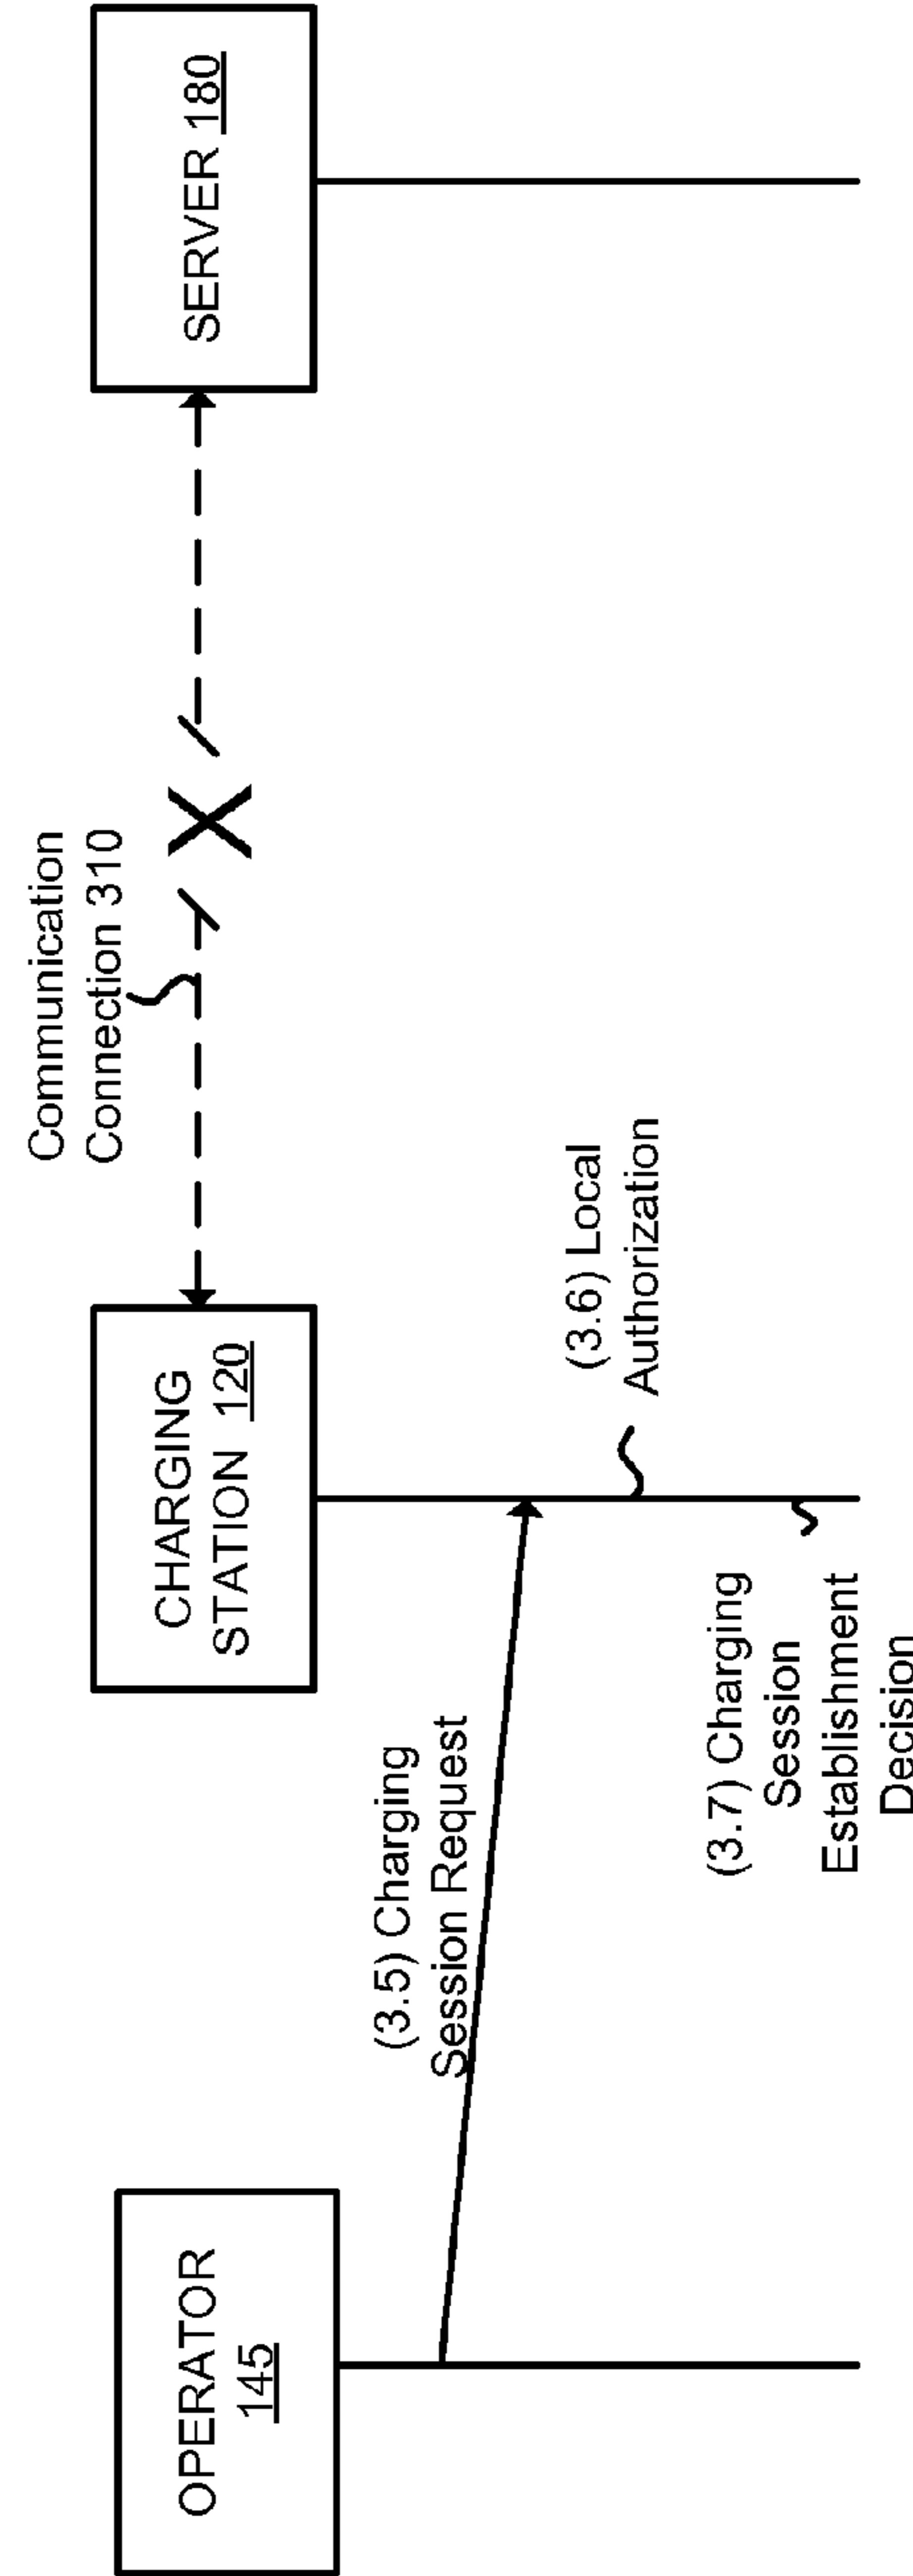 OPERATOR
145
CHARGING
STATION 120
SERVER 180
Communication
Connection 310
(3.5) Charging
Session Request
(3.6) Local
Authorization
(3.7) Charging
Session
Establishment
Decision